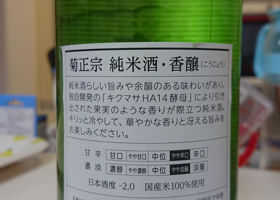 菊正宗 純米酒・香醸(こうじょう)
純米酒らしい旨みや余韻のある味わいがあり、
独自開発の「キクマサHA14酵母」により引き
出された果実のような香りが際立つ純米酒。
キリッと冷やして、華やかな香りと冴える旨みを
お楽しみください。
甘辛 甘口 やや甘口 中位 やや辛口 辛口
濃淡 濃醇 やや濃醇 中位 やや淡麗 淡麗
日本酒度 -2.0 国産米100%使用